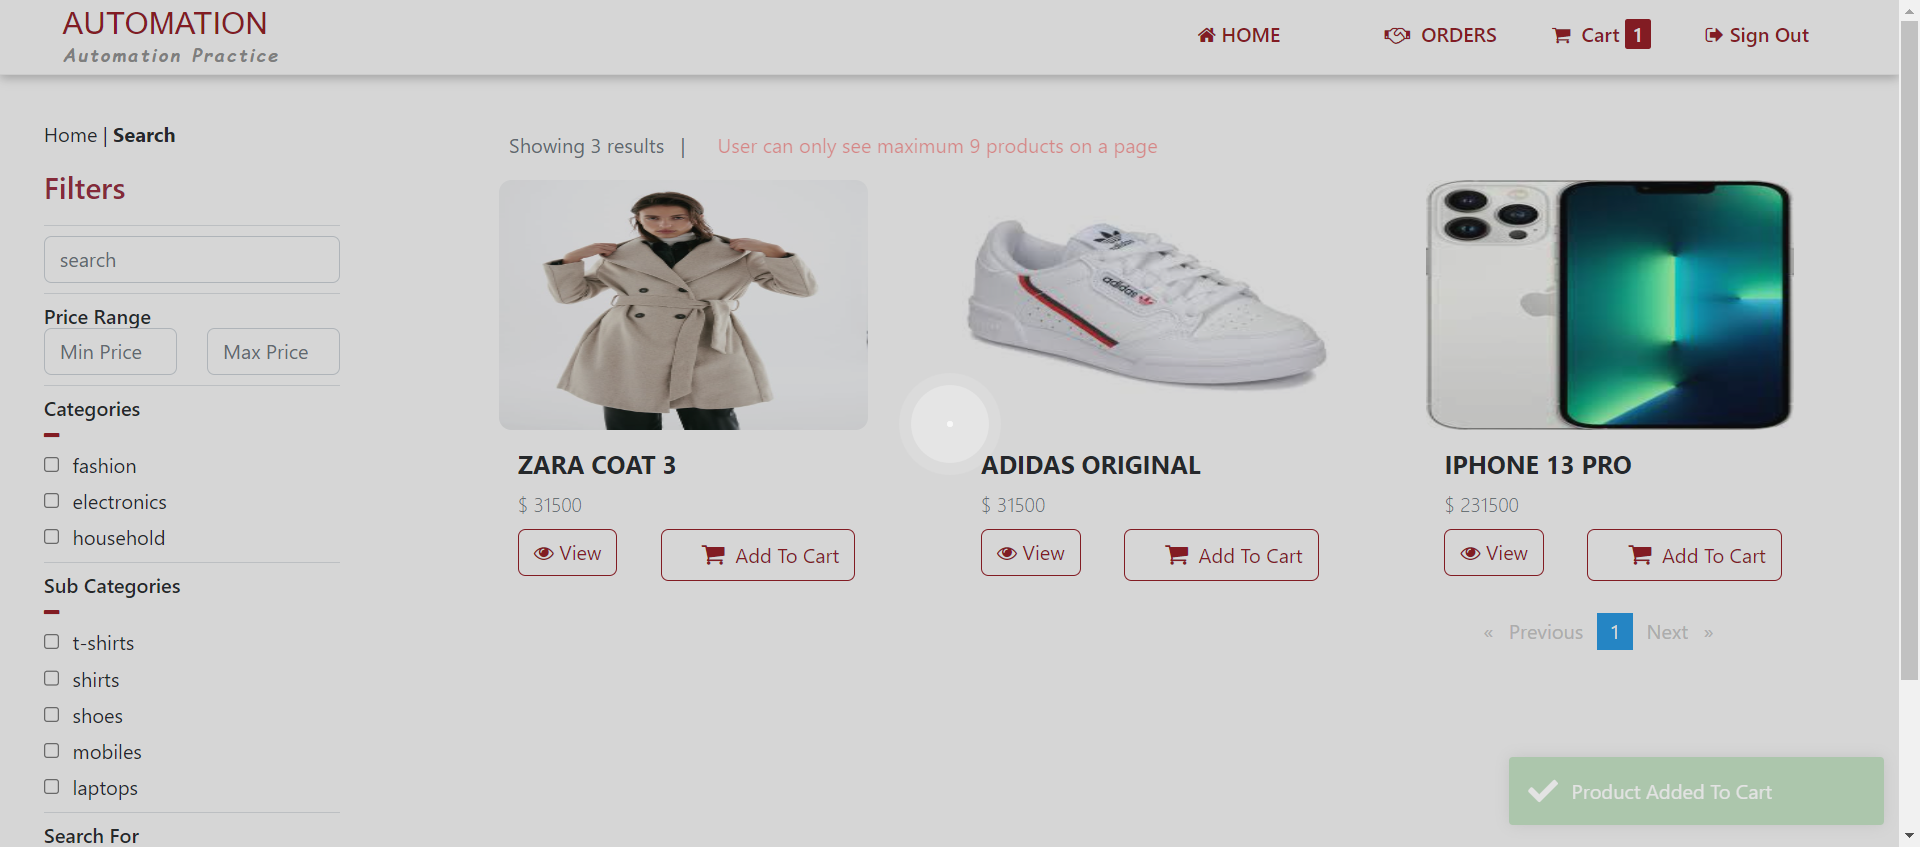 AUTOMATION
Automation Practice
HOME
ORDERS
Cart 1
Sign Out
Home | Search
Showing 3 results |
User can only see maximum 9 products on a page
Filters
search
Price Range
Min Price
Max Price
Categories
fashion
electronics
household
Sub Categories
t-shirts
shirts
shoes
mobiles
laptops
Search For
adidas
adidas
ZARA COAT 3
$ 31500
View
Add To Cart
ADIDAS ORIGINAL
$ 31500
View
Add To Cart
IPHONE 13 PRO
$ 231500
View
Add To Cart
« Previous 1 Next »
Product Added To Cart